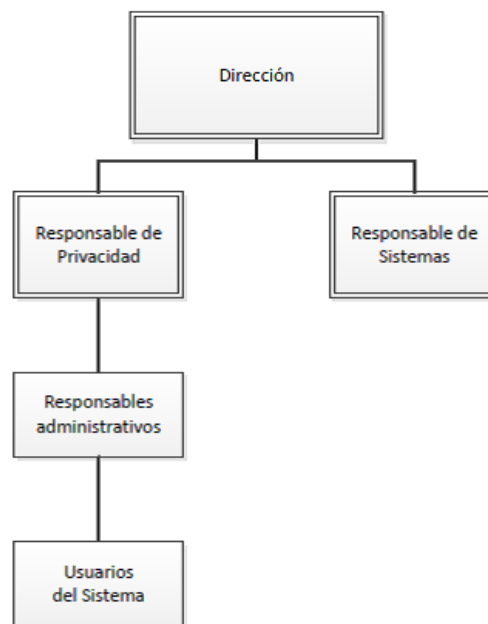 Dirección
Responsable de
Privacidad
Responsable de
Sistemas
Responsables
administrativos
Usuarios
del Sistema